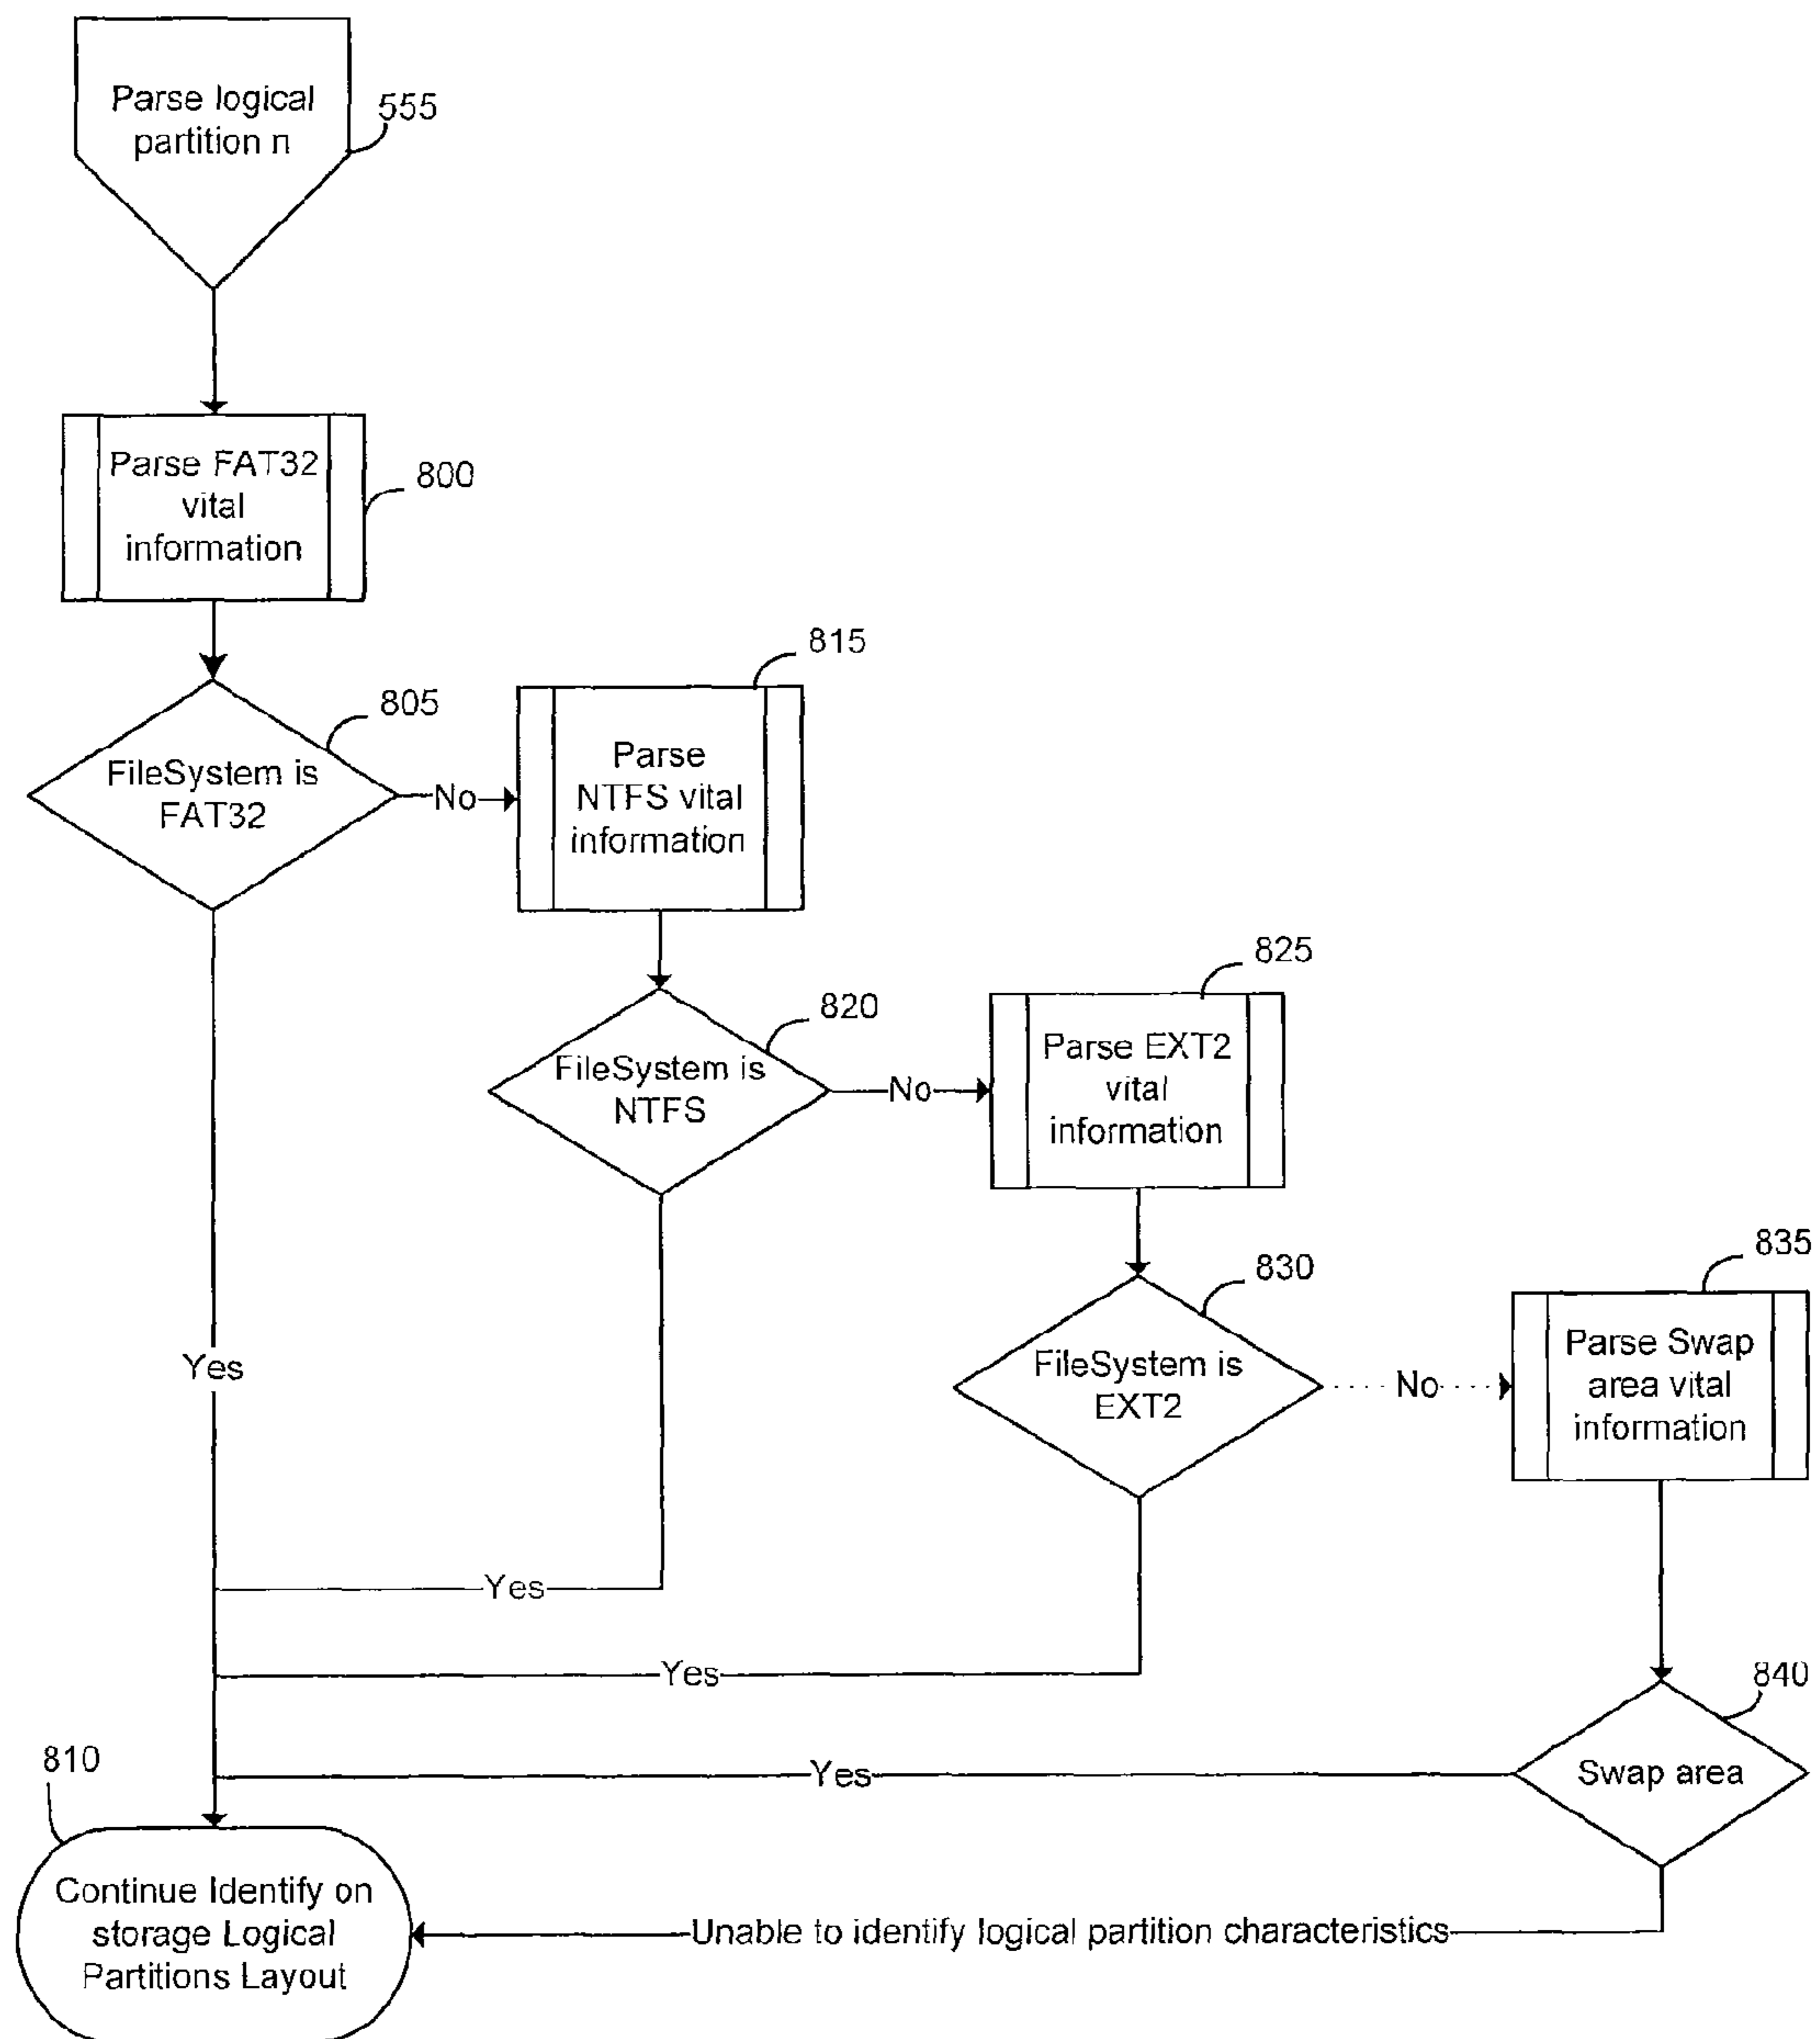 Parse logical
partition n
555
Parse FAT32
vital
information
800
815
805
FileSystem is
FAT32
No
Parse
NTFS vital
information
825
820
FileSystem is
NTFS
No
Parse EXT2
vital
information
835
830
FileSystem is
EXT2
No
Parse Swap
area vital
information
Yes
Yes
Yes
840
810
Yes
Swap area
Continue Identify on
storage Logical
Partitions Layout
Unable to identify logical partition characteristics